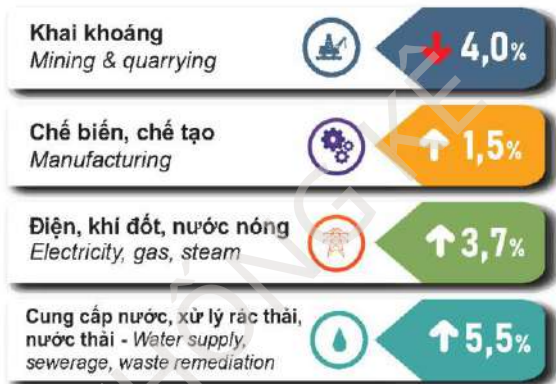 Khai khoáng
Mining & quarrying
4,0%
Chế biến, chế tạo
Manufacturing
1,5%
Điện, khí đốt, nước nóng
Electricity, gas, steam
3,7%
Cung cấp nước, xử lý rác thải,
nước thải - Water supply,
sewerage, waste remediation
5,5%
HỐNG KÊ